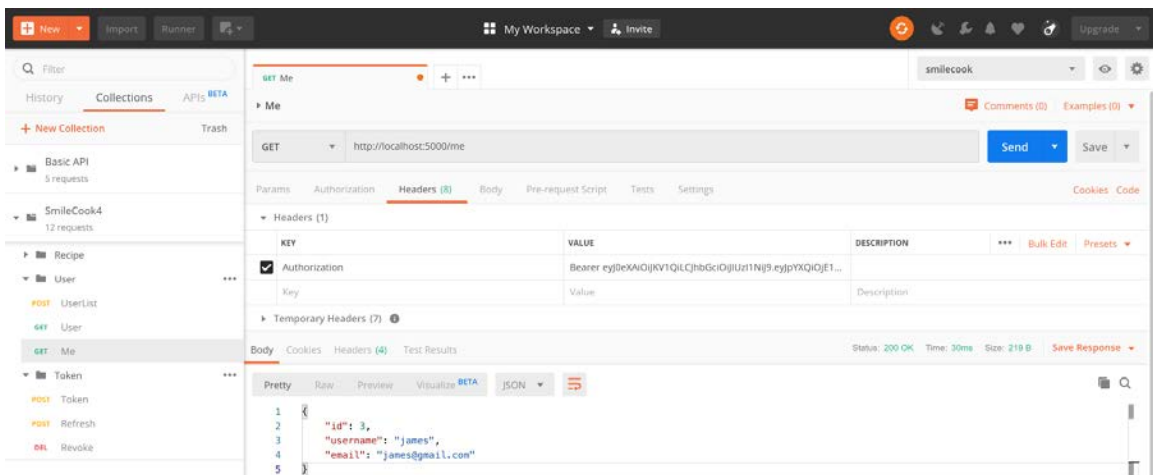 New Import Runner My Workspace Invite Upgrade
Filter
History Collections APIs BETA
+ New Collection Trash
Basic API
5 requests
SmileCook4
12 requests
Recipe
User
POST UserList
GET User
GET Me
Token
POST Token
POST Refresh
DEL Revoke
GET Me + ••• smilecook
Me Comments (0) Examples (0)
GET http://localhost:5000/me Send Save
Params Authorization Headers (8) Body Pre-request Script Tests Settings Cookies Code
Headers (1)
KEY VALUE DESCRIPTION ••• Bulk Edit Presets
Authorization Bearer eyJ0eXAiOiJKV1QiLCJhbGciOiJIUzI1NiJ9.eyJpYXQiOjE1...
Key Value Description
Temporary Headers (7)
Body Cookies Headers (4) Test Results Status: 200 OK Time: 30ms Size: 218 B Save Response
Pretty Raw Preview Visualize BETA JSON
1 {
2 "id": 3,
3 "username": "james",
4 "email": "james@gmail.com"
5 }